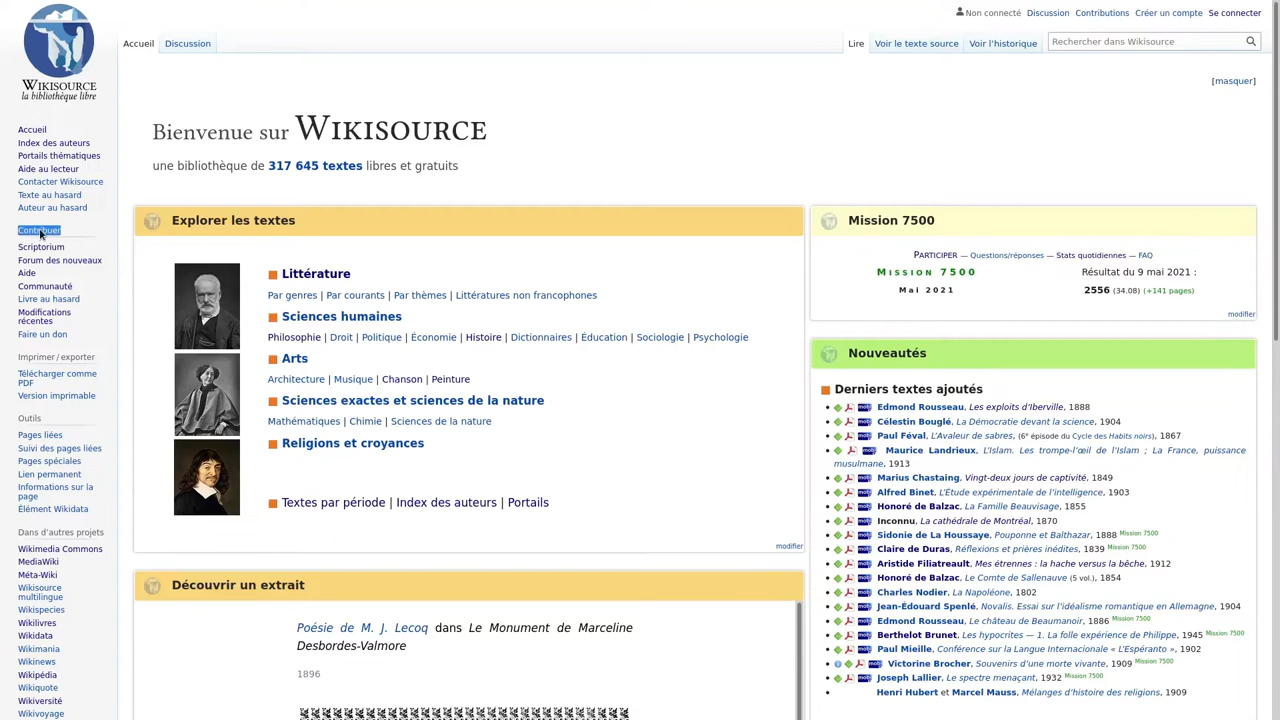 Non connecté Discussion Contributions Créer un compte Se connecter
Accueil Discussion Lire Voir le texte source Voir l'historique Rechercher dans Wikisource
WIKISOURCE
la bibliothèque libre
Accueil
Index des auteurs
Portails thématiques
Aide au lecteur
Contacter Wikisource
Texte au hasard
Auteur au hasard
Contribuer
Scriptorium
Forum des nouveaux
Aide
Communauté
Livre au hasard
Modifications
récentes
Faire un don
Imprimer / exporter
Télécharger comme
PDF
Version imprimable
Outils
Pages liées
Suivi des pages liées
Pages spéciales
Lien permanent
Informations sur la
page
Élément Wikidata
Dans d'autres projets
Wikimedia Commons
MediaWiki
Méta-Wiki
Wikisource
multilingue
Wikispecies
Wikilivres
Wikidata
Wikimania
Wikinews
Wikipédia
Wikiquote
Wikiversité
Wikivoyage
[masquer]
Bienvenue sur WIKISOURCE
une bibliothèque de 317 645 textes libres et gratuits
Explorer les textes
Littérature
Par genres | Par courants | Par thèmes | Littératures non francophones
Sciences humaines
Philosophie | Droit | Politique | Économie | Histoire | Dictionnaires | Éducation | Sociologie | Psychologie
Arts
Architecture | Musique | Chanson | Peinture
Sciences exactes et sciences de la nature
Mathématiques | Chimie | Sciences de la nature
Religions et croyances
Textes par période | Index des auteurs | Portails
modifier
Découvrir un extrait
Poésie de M. J. Lecoq dans Le Monument de Marceline
Desbordes-Valmore
1896
Mission 7500
PARTICIPER — Questions/réponses — Stats quotidiennes — FAQ
MISSION 7500
Mai 2021
Résultat du 9 mai 2021 :
2556 (34.08) (+141 pages)
modifier
Nouveautés
Derniers textes ajoutés
Edmond Rousseau, Les exploits d'Iberville, 1888
Célestin Bouglé, La Démocratie devant la science, 1904
Paul Féval, L'Avaleur de sabres, (6e épisode du Cycle des Habits noirs), 1867
Maurice Landrieux, L'Islam. Les trompe-l'œil de l'Islam ; La France, puissance
musulmane, 1913
Marius Chastaing, Vingt-deux jours de captivité, 1849
Alfred Binet, L'Étude expérimentale de l'intelligence, 1903
Honoré de Balzac, La Famille Beauvisage, 1855
Inconnu, La cathédrale de Montréal, 1870
Sidonie de La Houssaye, Pouponne et Balthazar, 1888 Mission 7500
Claire de Duras, Réflexions et prières inédites, 1839 Mission 7500
Aristide Filiatreault, Mes étrennes : la hache versus la bêche, 1912
Honoré de Balzac, Le Comte de Sallenauve (5 vol.), 1854
Charles Nodier, La Napoléone, 1802
Jean-Édouard Spenlé, Novalis. Essai sur l'idéalisme romantique en Allemagne, 1904
Edmond Rousseau, Le château de Beaumanoir, 1886 Mission 7500
Berthelot Brunet, Les hypocrites — 1. La folle expérience de Philippe, 1945 Mission 7500
Paul Mieille, Conférence sur la Langue Internationale « L'Espéranto », 1902
Victorine Brocher, Souvenirs d'une morte vivante, 1909 Mission 7500
Joseph Lallier, Le spectre menaçant, 1932 Mission 7500
Henri Hubert et Marcel Mauss, Mélanges d'histoire des religions, 1909